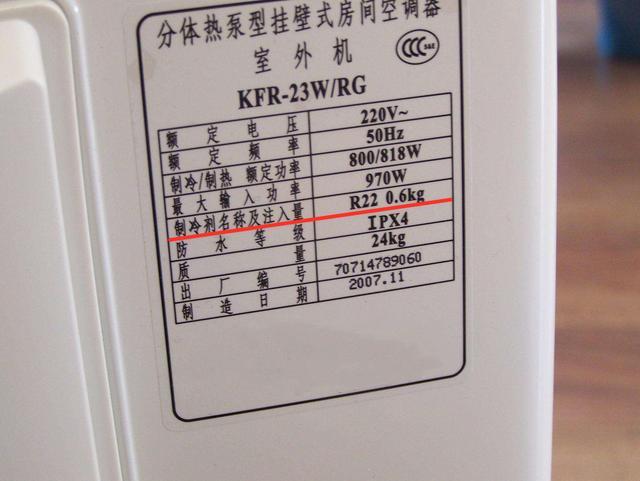 分体热泵型挂壁式房间空调器
室外机
CCC S&E
KFR-23W/RG
额定电压 220V~
额定频率 50Hz
制冷/制热额定功率 800/818W
最大输入功率 970W
制冷剂名称及注入量 R22 0.6kg
防水等级 IPX4
质量 24kg
出厂编号 70714789060
制造日期 2007.11